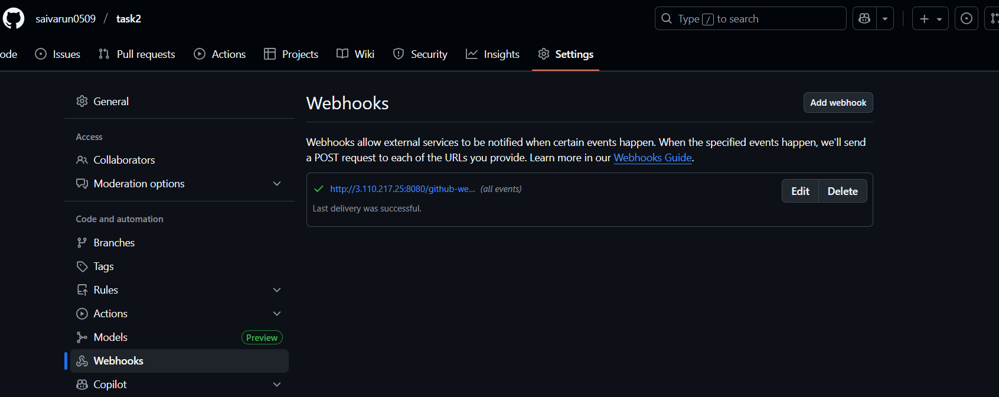 saivarun0509 / task2
Type / to search
ode
Issues
Pull requests
Actions
Projects
Wiki
Security
Insights
Settings
General
Access
Collaborators
Moderation options
Code and automation
Branches
Tags
Rules
Actions
Models
Preview
Webhooks
Copilot
Webhooks
Add webhook
Webhooks allow external services to be notified when certain events happen. When the specified events happen, we'll send
a POST request to each of the URLs you provide. Learn more in our Webhooks Guide.
http://3.110.217.25:8080/github-we... (all events)
Edit
Delete
Last delivery was successful.